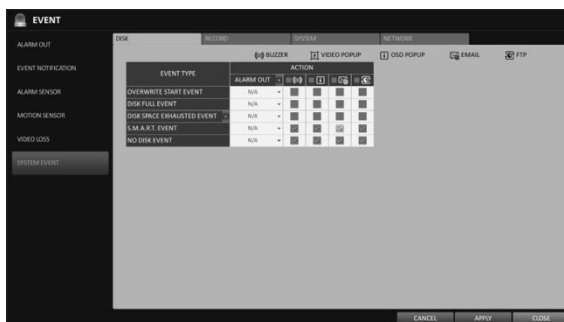 EVENT
DISK RECORD SYSTEM NETWORK
ALARM OUT
EVENT NOTIFICATION
ALARM SENSOR
MOTION SENSOR
VIDEO LOSS
SYSTEM EVENT
BUZZER VIDEO POPUP OSD POPUP EMAIL FTP
EVENT TYPE ACTION
ALARM OUT
OVERWRITE START EVENT N/A
DISK FULL EVENT N/A
DISK SPACE EXHAUSTED EVENT N/A
S.M.A.R.T. EVENT N/A
NO DISK EVENT N/A
CANCEL APPLY CLOSE